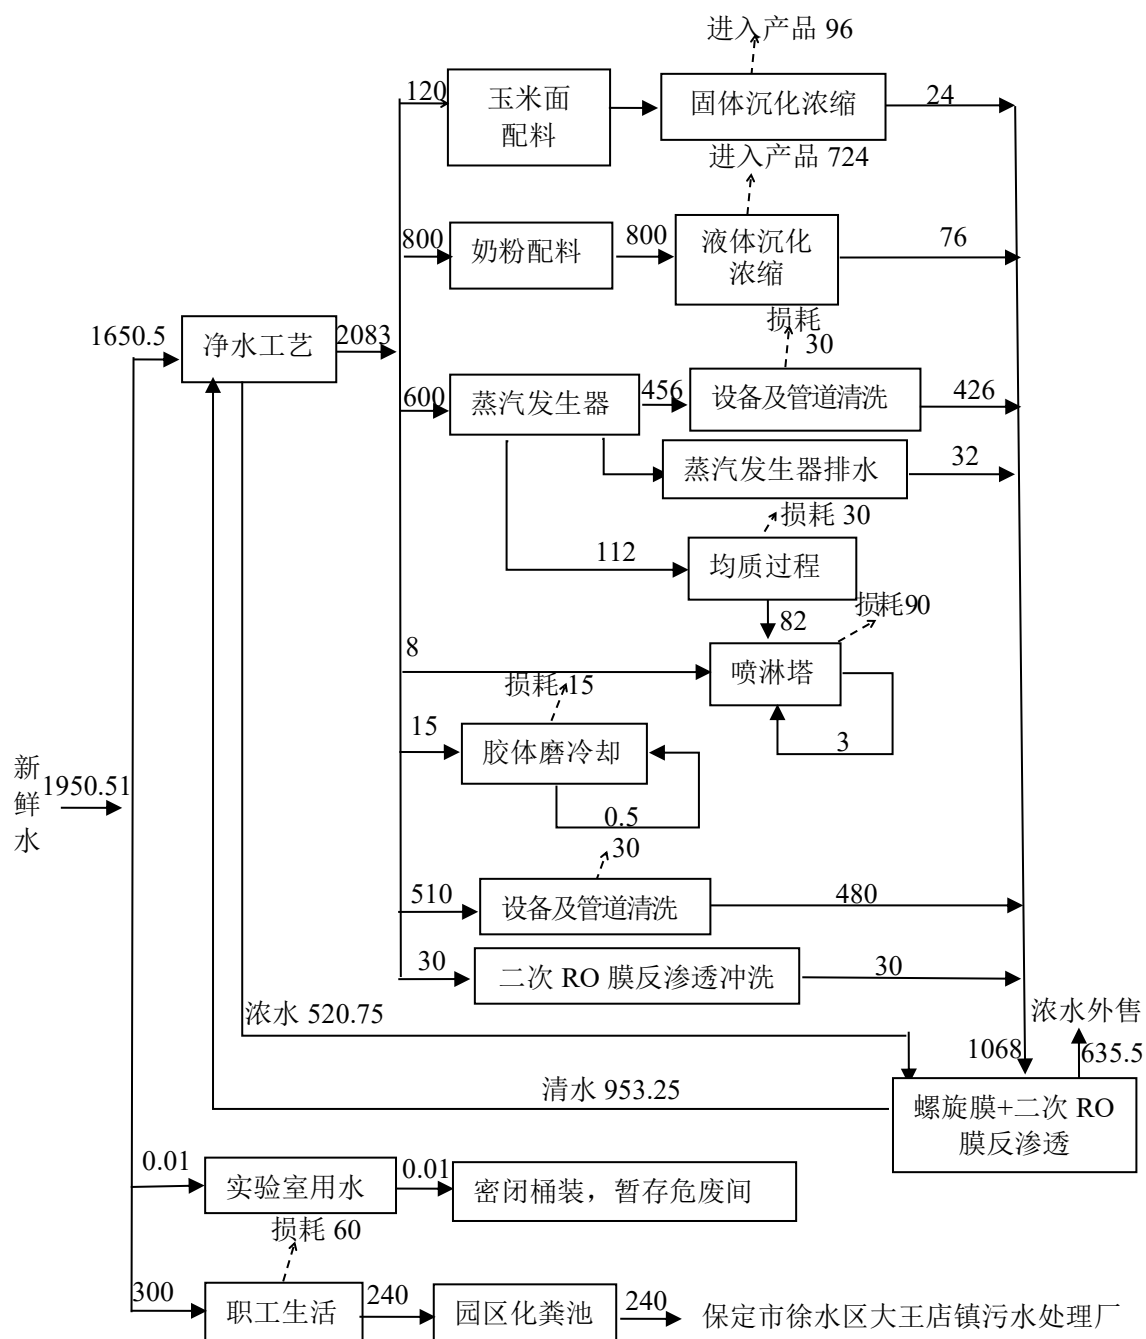 进入产品 96
120
玉米面
配料
固体沉化浓缩
24
进入产品 724
800
奶粉配料
800
液体沉化
浓缩
76
损耗
30
1650.5
净水工艺
2083
600
蒸汽发生器
456
设备及管道清洗
426
蒸汽发生器排水
32
损耗 30
112
均质过程
82
损耗90
8
喷淋塔
3
损耗 15
15
胶体磨冷却
0.5
新
鲜
水
1950.51
30
510
设备及管道清洗
480
30
二次 RO 膜反渗透冲洗
30
浓水 520.75
浓水外售
1068
635.5
清水 953.25
螺旋膜+二次 RO
膜反渗透
0.01
实验室用水
0.01
密闭桶装，暂存危废间
损耗 60
300
职工生活
240
园区化粪池
240
保定市徐水区大王店镇污水处理厂